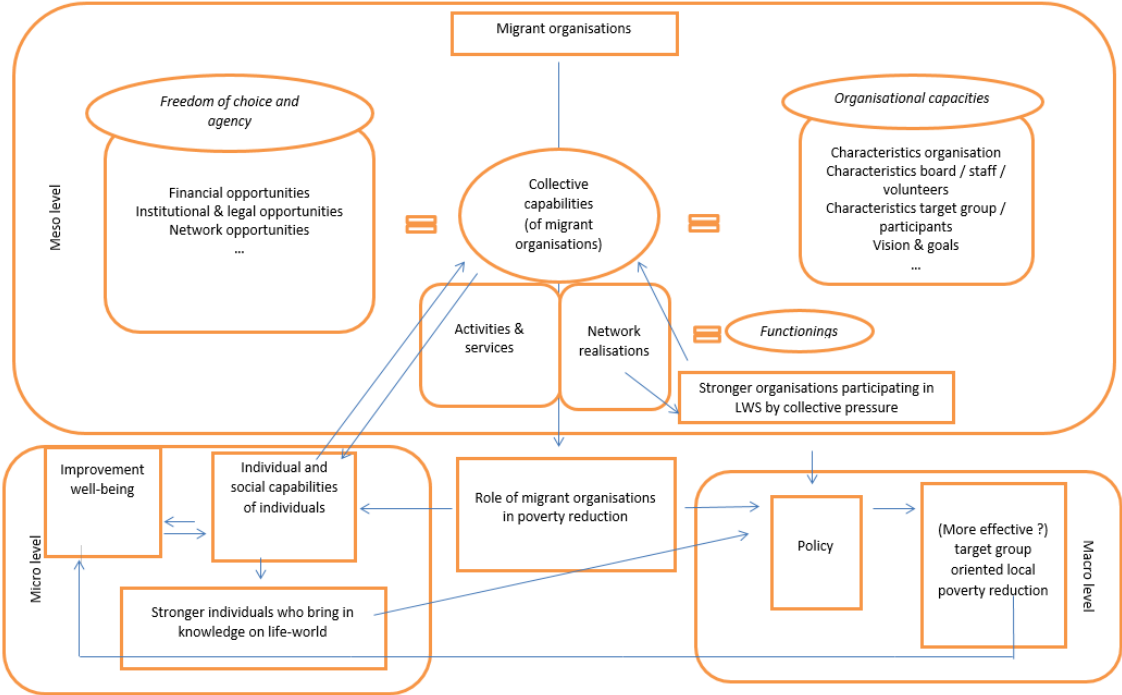 Migrant organisations
Freedom of choice and
agency
Financial opportunities
Institutional & legal opportunities
Network opportunities
…
Meso level
Collective
capabilities
(of migrant
organisations)
Organisational capacities
Characteristics organisation
Characteristics board / staff /
volunteers
Characteristics target group /
participants
Vision & goals
…
Activities &
services
Network
realisations
Functionings
Stronger organisations participating in
LWS by collective pressure
Improvement
well-being
Individual and
social capabilities
of individuals
Micro level
Stronger individuals who bring in
knowledge on life-world
Role of migrant organisations
in poverty reduction
Policy
(More effective ?)
target group
oriented local
poverty reduction
Macro level